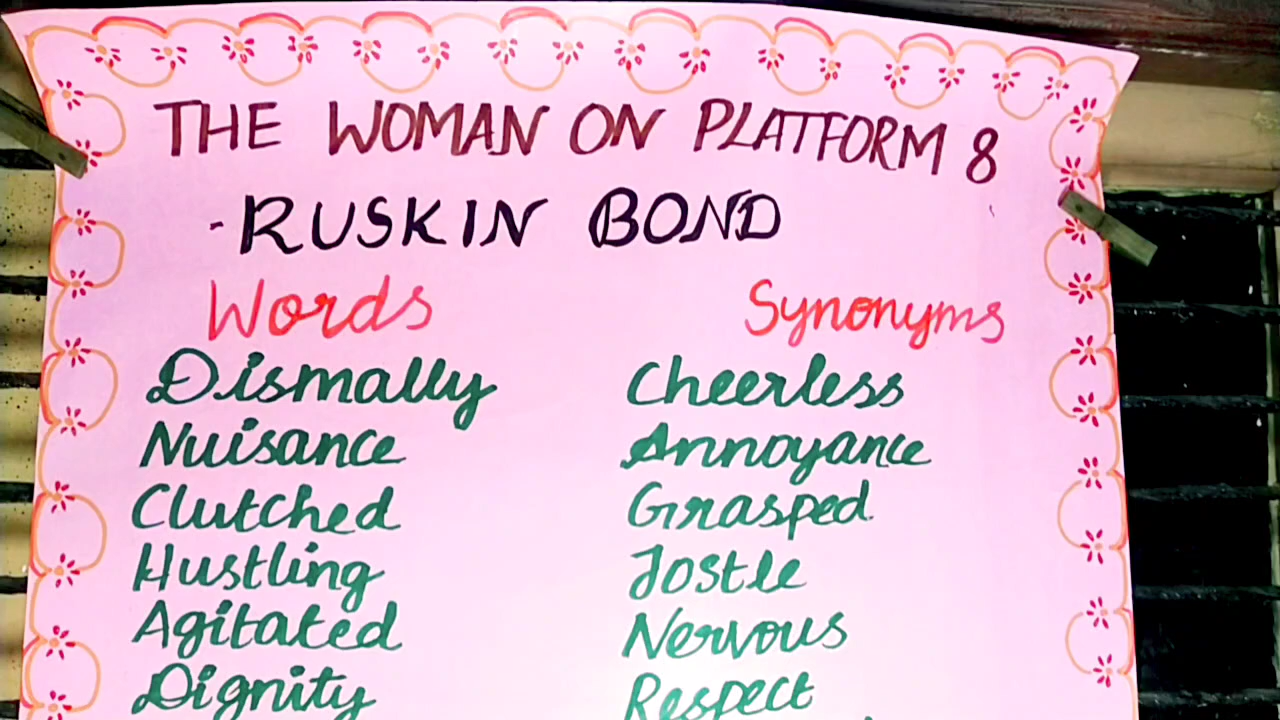 THE WOMAN ON PLATFORM 8
- RUSKIN BOND
Words Synonyms
Dismally Cheerless
Nuisance Annoyance
Clutched Grasped
Hustling Jostle
Agitated Nervous
Dignity Respect